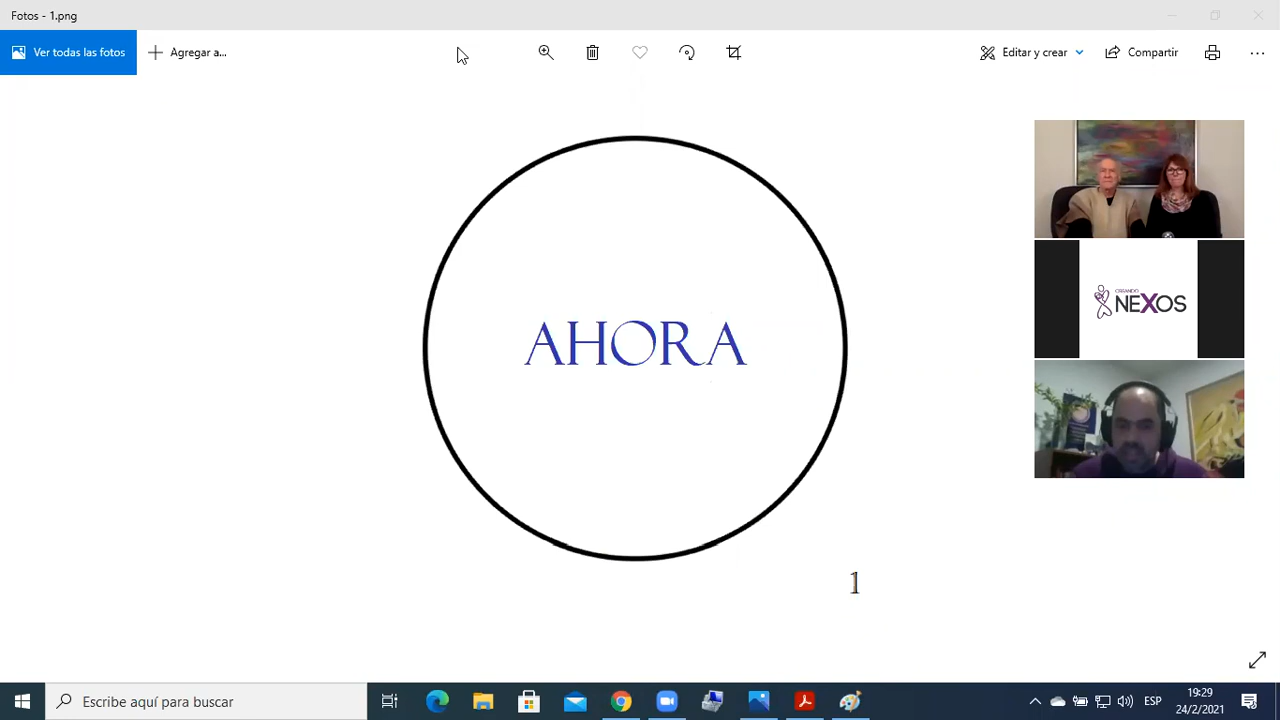 Fotos - 1.png
Ver todas las fotos
Agregar a...
Editar y crear
Compartir
AHORA
1
CREANDO
NEXOS
Escribe aquí para buscar
ESP
19:29
24/2/2021